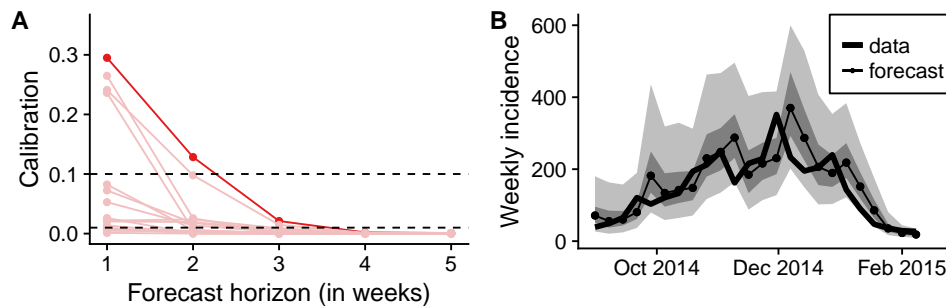 A
Calibration
0.3
0.2
0.1
0.0
1 2 3 4 5
Forecast horizon (in weeks)
B
Weekly incidence
600
400
200
0
Oct 2014 Dec 2014 Feb 2015
data
forecast